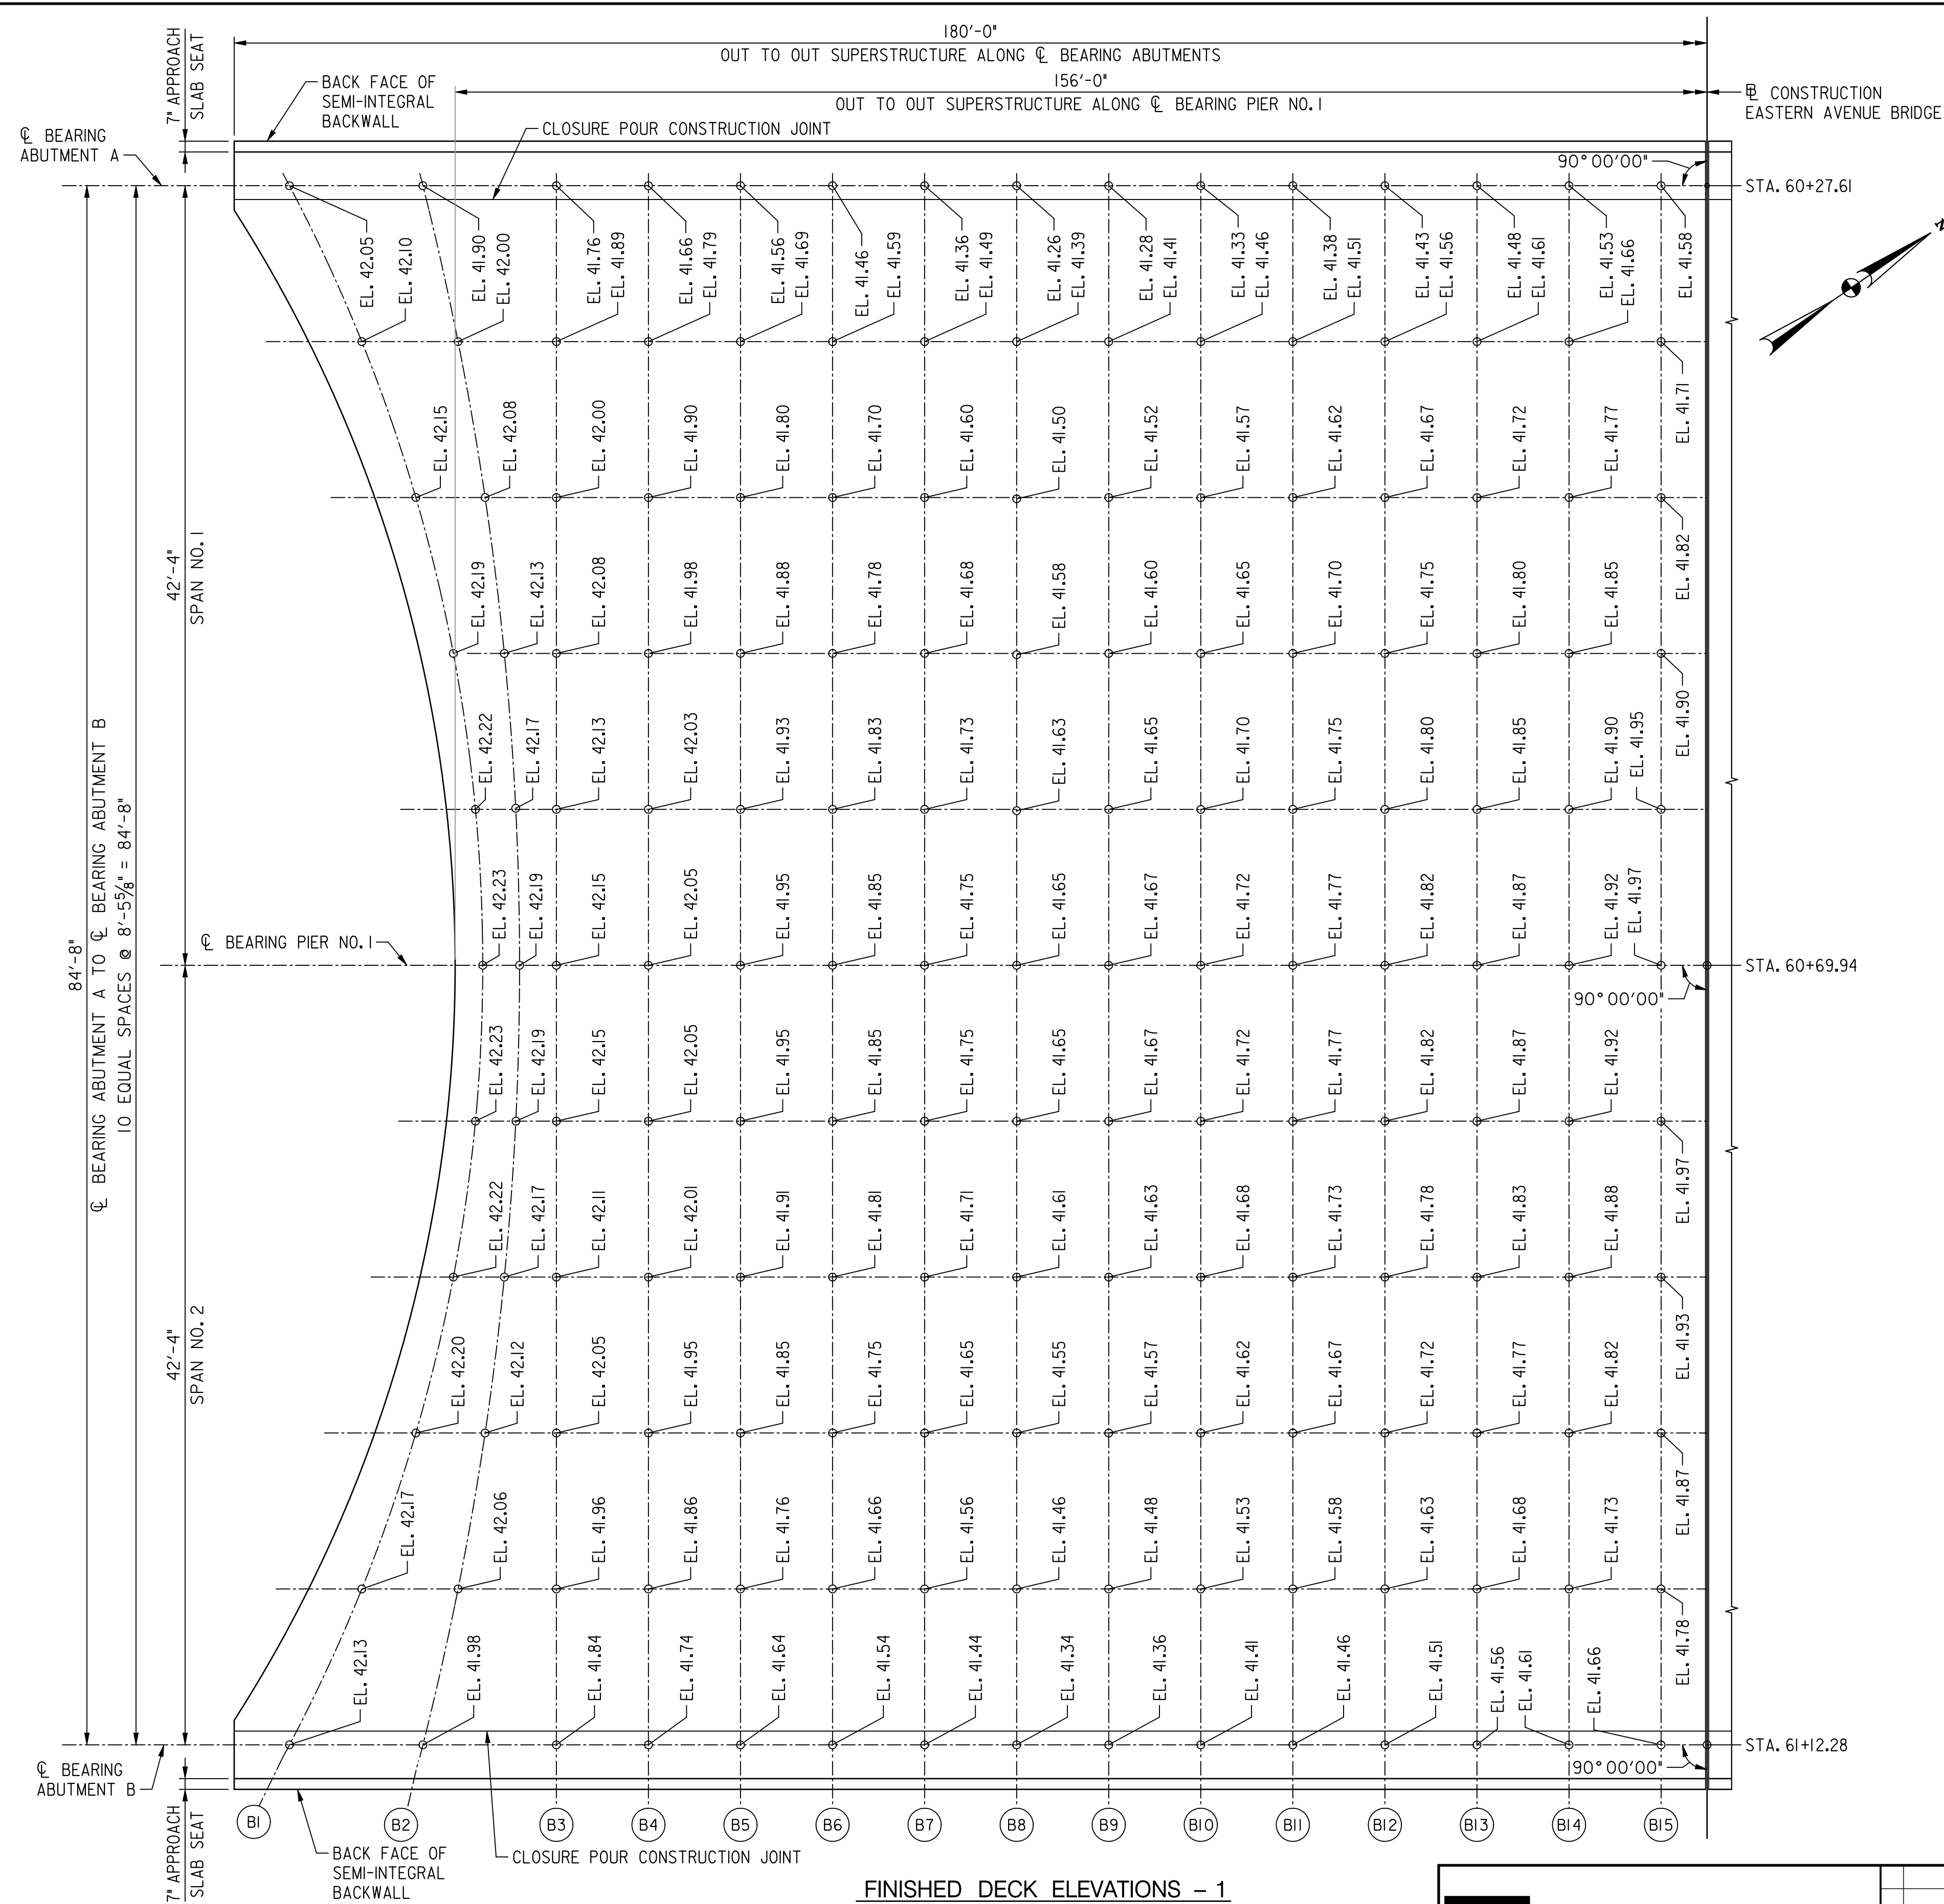 180'-0"
OUT TO OUT SUPERSTRUCTURE ALONG ℄ BEARING ABUTMENTS
156'-0"
OUT TO OUT SUPERSTRUCTURE ALONG ℄ BEARING PIER NO. 1
7" APPROACH
SLAB SEAT
BACK FACE OF
SEMI-INTEGRAL
BACKWALL
CLOSURE POUR CONSTRUCTION JOINT
℄ BEARING
ABUTMENT A
BL CONSTRUCTION
EASTERN AVENUE BRIDGE
90°00'00"
STA. 60+27.61
EL. 42.05
EL. 42.10
EL. 41.90
EL. 42.00
EL. 41.76
EL. 41.89
EL. 41.66
EL. 41.79
EL. 41.56
EL. 41.69
EL. 41.46
EL. 41.59
EL. 41.36
EL. 41.49
EL. 41.26
EL. 41.39
EL. 41.28
EL. 41.41
EL. 41.33
EL. 41.46
EL. 41.38
EL. 41.51
EL. 41.43
EL. 41.56
EL. 41.48
EL. 41.61
EL. 41.53
EL. 41.66
EL. 41.58
EL. 41.71
EL. 42.15
EL. 42.08
EL. 42.00
EL. 41.90
EL. 41.80
EL. 41.70
EL. 41.60
EL. 41.50
EL. 41.52
EL. 41.57
EL. 41.62
EL. 41.67
EL. 41.72
EL. 41.77
EL. 41.82
42'-4"
SPAN NO. 1
EL. 42.19
EL. 42.13
EL. 42.08
EL. 41.98
EL. 41.88
EL. 41.78
EL. 41.68
EL. 41.58
EL. 41.60
EL. 41.65
EL. 41.70
EL. 41.75
EL. 41.80
EL. 41.85
EL. 41.90
EL. 42.22
EL. 42.17
EL. 42.13
EL. 42.03
EL. 41.93
EL. 41.83
EL. 41.73
EL. 41.63
EL. 41.65
EL. 41.70
EL. 41.75
EL. 41.80
EL. 41.85
EL. 41.90
EL. 41.95
84'-8"
℄ BEARING ABUTMENT A TO ℄ BEARING ABUTMENT B
10 EQUAL SPACES @ 8'-5⅝" = 84'-8"
℄ BEARING PIER NO. 1
EL. 42.23
EL. 42.19
EL. 42.15
EL. 42.05
EL. 41.95
EL. 41.85
EL. 41.75
EL. 41.65
EL. 41.67
EL. 41.72
EL. 41.77
EL. 41.82
EL. 41.87
EL. 41.92
EL. 41.97
STA. 60+69.94
90°00'00"
EL. 42.23
EL. 42.19
EL. 42.15
EL. 42.05
EL. 41.95
EL. 41.85
EL. 41.75
EL. 41.65
EL. 41.67
EL. 41.72
EL. 41.77
EL. 41.82
EL. 41.87
EL. 41.92
EL. 41.97
EL. 42.22
EL. 42.17
EL. 42.11
EL. 42.01
EL. 41.91
EL. 41.81
EL. 41.71
EL. 41.61
EL. 41.63
EL. 41.68
EL. 41.73
EL. 41.78
EL. 41.83
EL. 41.88
EL. 41.93
42'-4"
SPAN NO. 2
EL. 42.20
EL. 42.12
EL. 42.05
EL. 41.95
EL. 41.85
EL. 41.75
EL. 41.65
EL. 41.55
EL. 41.57
EL. 41.62
EL. 41.67
EL. 41.72
EL. 41.77
EL. 41.82
EL. 41.87
EL. 42.17
EL. 42.06
EL. 41.96
EL. 41.86
EL. 41.76
EL. 41.66
EL. 41.56
EL. 41.46
EL. 41.48
EL. 41.53
EL. 41.58
EL. 41.63
EL. 41.68
EL. 41.73
EL. 41.78
EL. 42.13
EL. 41.98
EL. 41.84
EL. 41.74
EL. 41.64
EL. 41.54
EL. 41.44
EL. 41.34
EL. 41.36
EL. 41.41
EL. 41.46
EL. 41.51
EL. 41.56
EL. 41.61
EL. 41.66
STA. 61+12.28
90°00'00"
℄ BEARING
ABUTMENT B
7" APPROACH
SLAB SEAT
B1
B2
B3
B4
B5
B6
B7
B8
B9
B10
B11
B12
B13
B14
B15
BACK FACE OF
SEMI-INTEGRAL
BACKWALL
CLOSURE POUR CONSTRUCTION JOINT
FINISHED DECK ELEVATIONS - 1